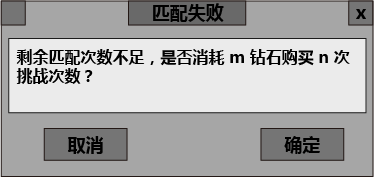 匹配失败
x
剩余匹配次数不足，是否消耗 m 钻石购买 n 次
挑战次数？
取消
确定